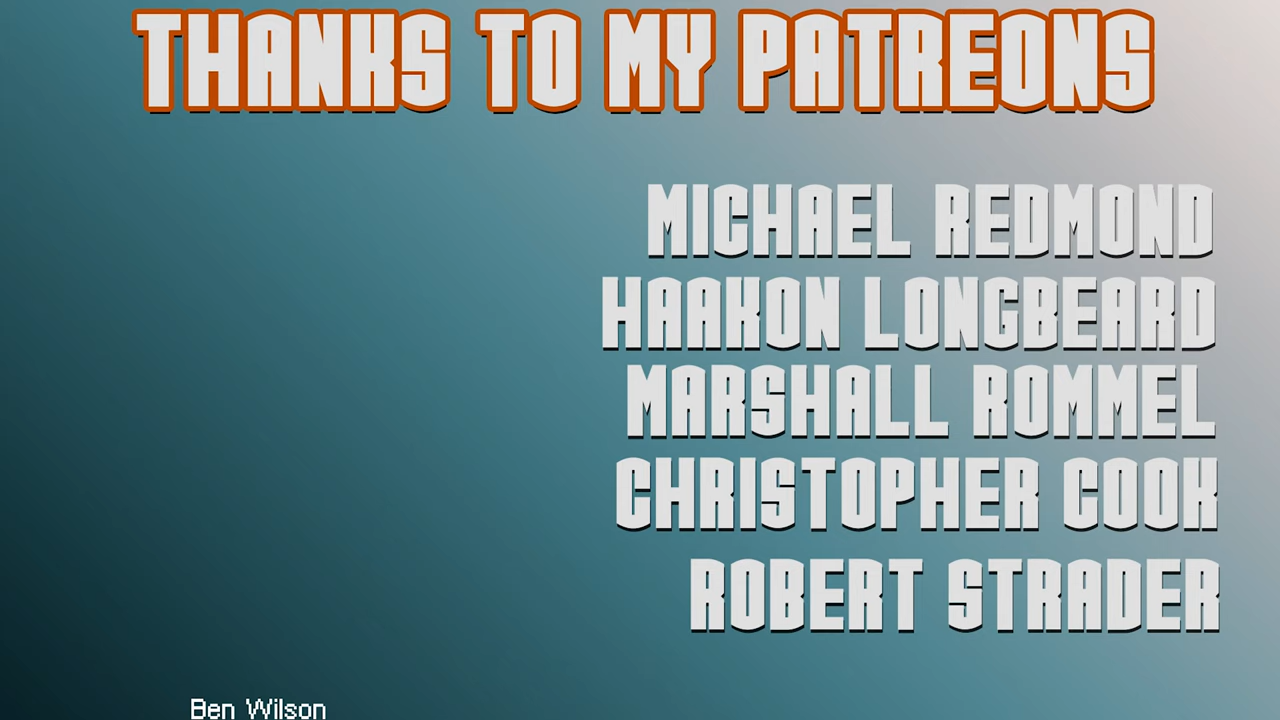 THANKS TO MY PATREONS
MICHAEL REDMOND
HAAKON LONGBEARD
MARSHALL ROMMEL
CHRISTOPHER COOK
ROBERT STRADER
Ben Wilson